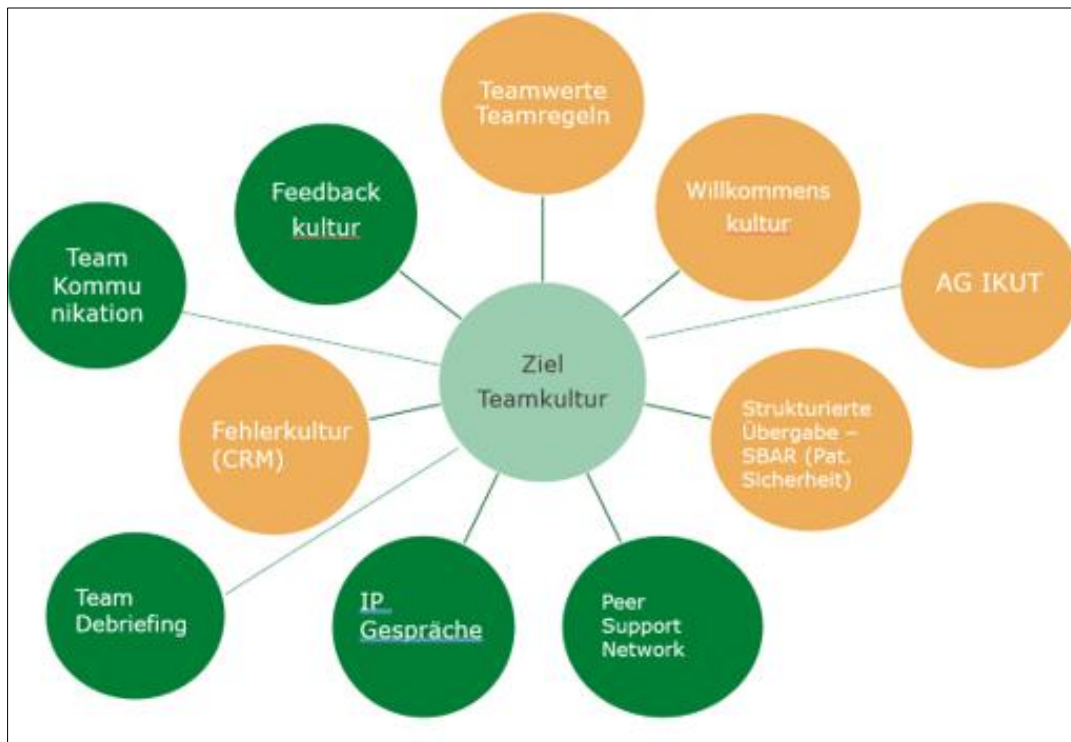 Teamwerte
Teamregeln
Feedback
kultur
Willkommens
kultur
Team
Kommu
nikation
AG IKUT
Ziel
Teamkultur
Fehlerkultur
(CRM)
Strukturierte
Übergabe –
SBAR (Pat.
Sicherheit)
Team
Debriefing
IP
Gespräche
Peer
Support
Network